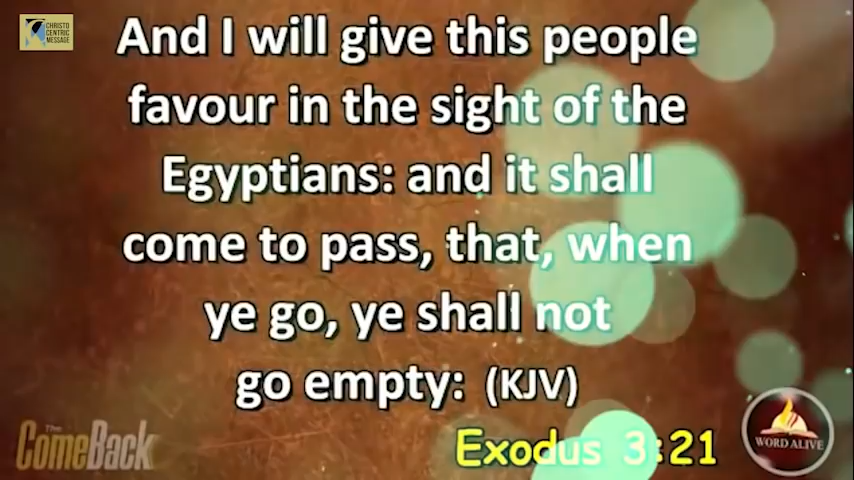 CHRISTO
CENTRIC
MESSAGE
And I will give this people
favour in the sight of the
Egyptians: and it shall
come to pass, that, when
ye go, ye shall not
go empty: (KJV)
Exodus 3:21
The
ComeBack
WORD ALIVE